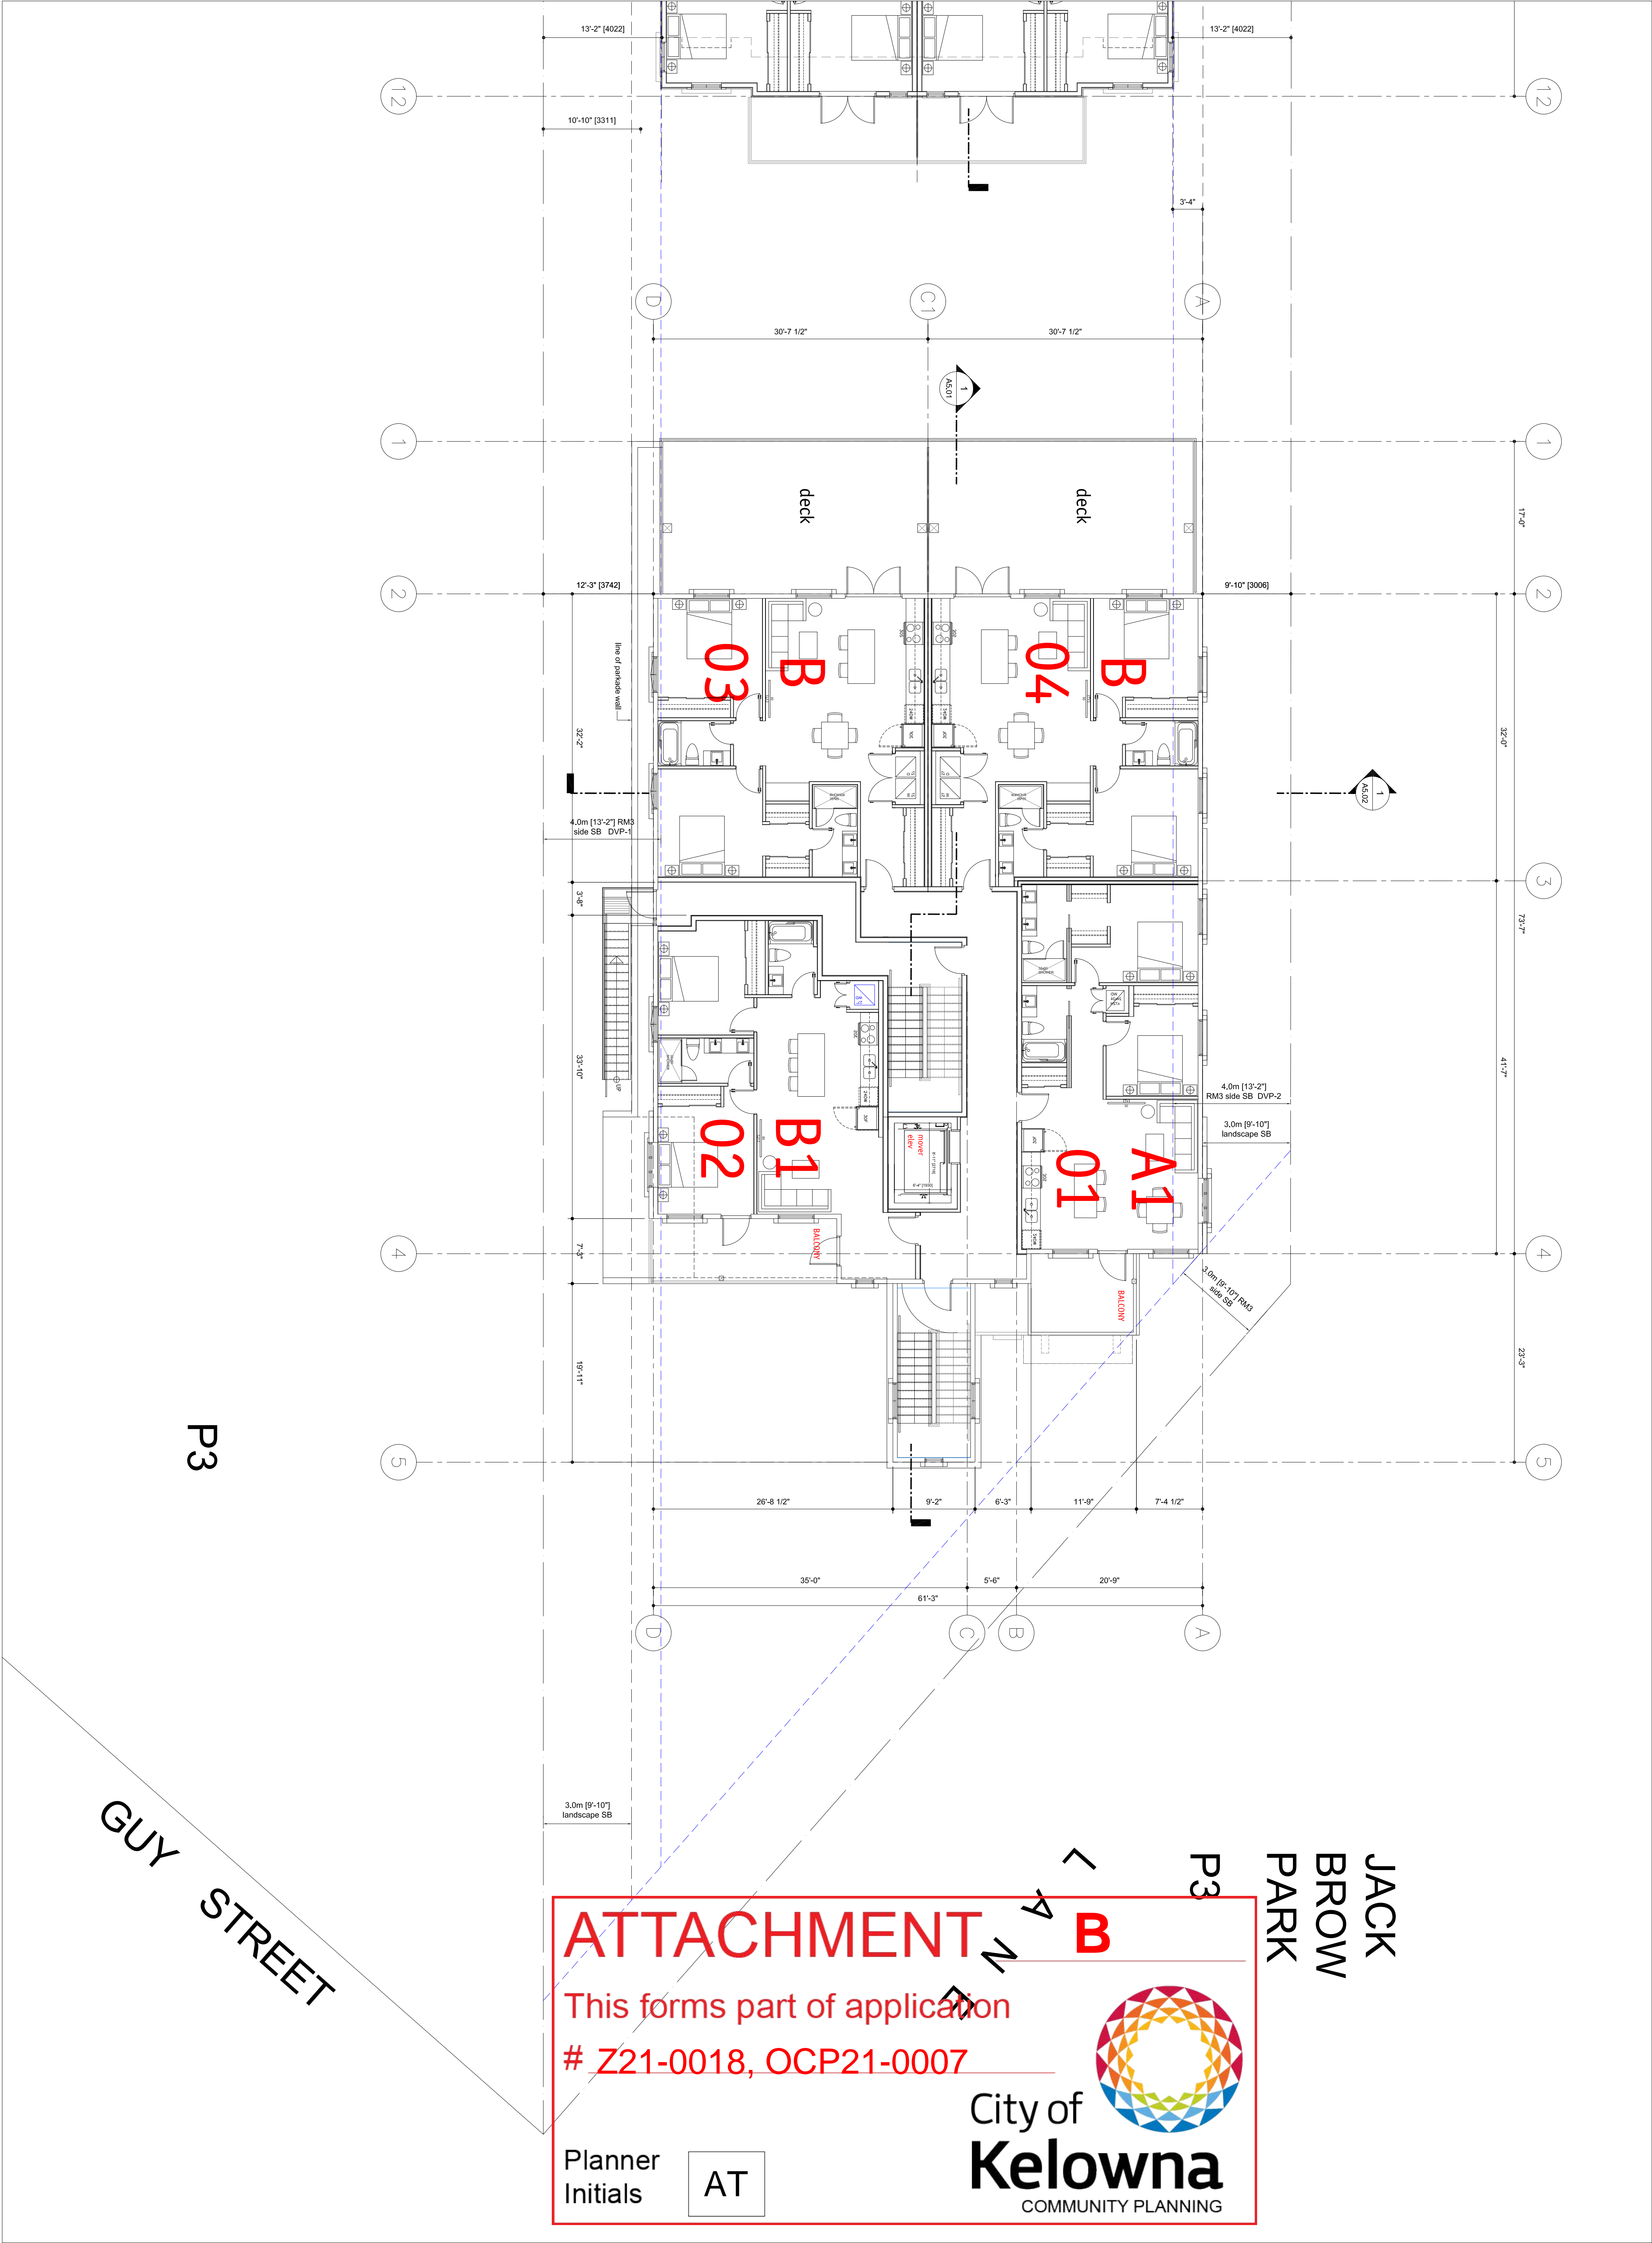 13'-2" [4022]
13'-2" [4022]
12
12
10'-10" [3311]
3'-4"
D
C1
A
30'-7 1/2"
30'-7 1/2"
1
A5.01
1
1
deck
deck
17'-0"
12'-3" [3742]
9'-10" [3006]
2
2
line of parkade wall
03
B
04
B
32'-2"
32'-0"
1
A5.02
4.0m [13'-2"] RM3
side SB DVP-1
3
3'-8"
73'-7"
33'-10"
UP
41'-7"
4.0m [13'-2"]
RM3 side SB DVP-2
3.0m [9'-10"]
landscape SB
02
B1
mover
elev
01
A1
BALCONY
7'-3"
4
4
3.0m [9'-10"] RM3
side SB
BALCONY
19'-11"
23'-3"
P3
5
5
26'-8 1/2"
9'-2"
6'-3"
11'-9"
7'-4 1/2"
35'-0"
5'-6"
20'-9"
61'-3"
D
C
B
A
3.0m [9'-10"]
landscape SB
GUY STREET
LANE
P3
JACK
BROW
PARK
ATTACHMENT B
This forms part of application
# Z21-0018, OCP21-0007
City of
Kelowna
COMMUNITY PLANNING
Planner
Initials
AT